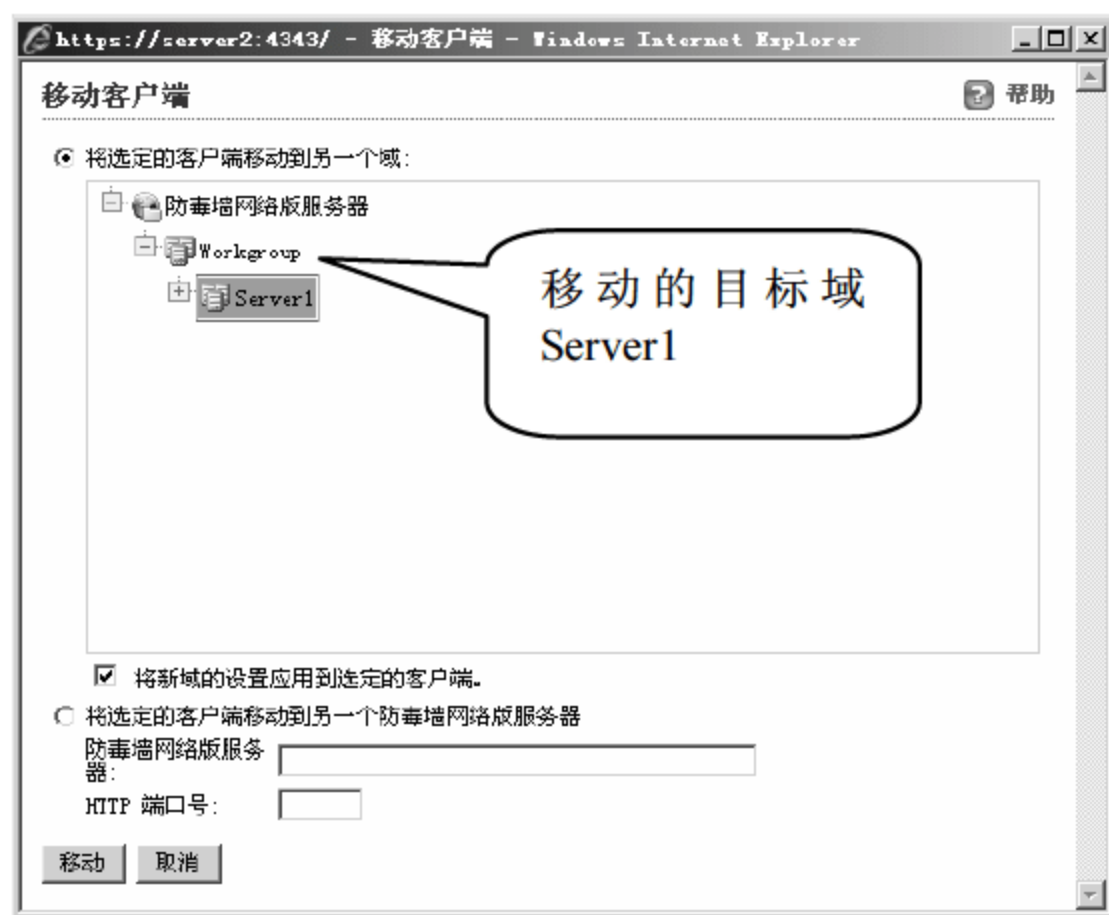 https://server2:4343/ - 移动客户端 - Windows Internet Explorer
移动客户端
帮助
将选定的客户端移动到另一个域:
防毒墙网络版服务器
Workgroup
Server1
移动的目标域
Server1
将新域的设置应用到选定的客户端。
将选定的客户端移动到另一个防毒墙网络版服务器
防毒墙网络版服务
器:
HTTP 端口号:
移动 取消